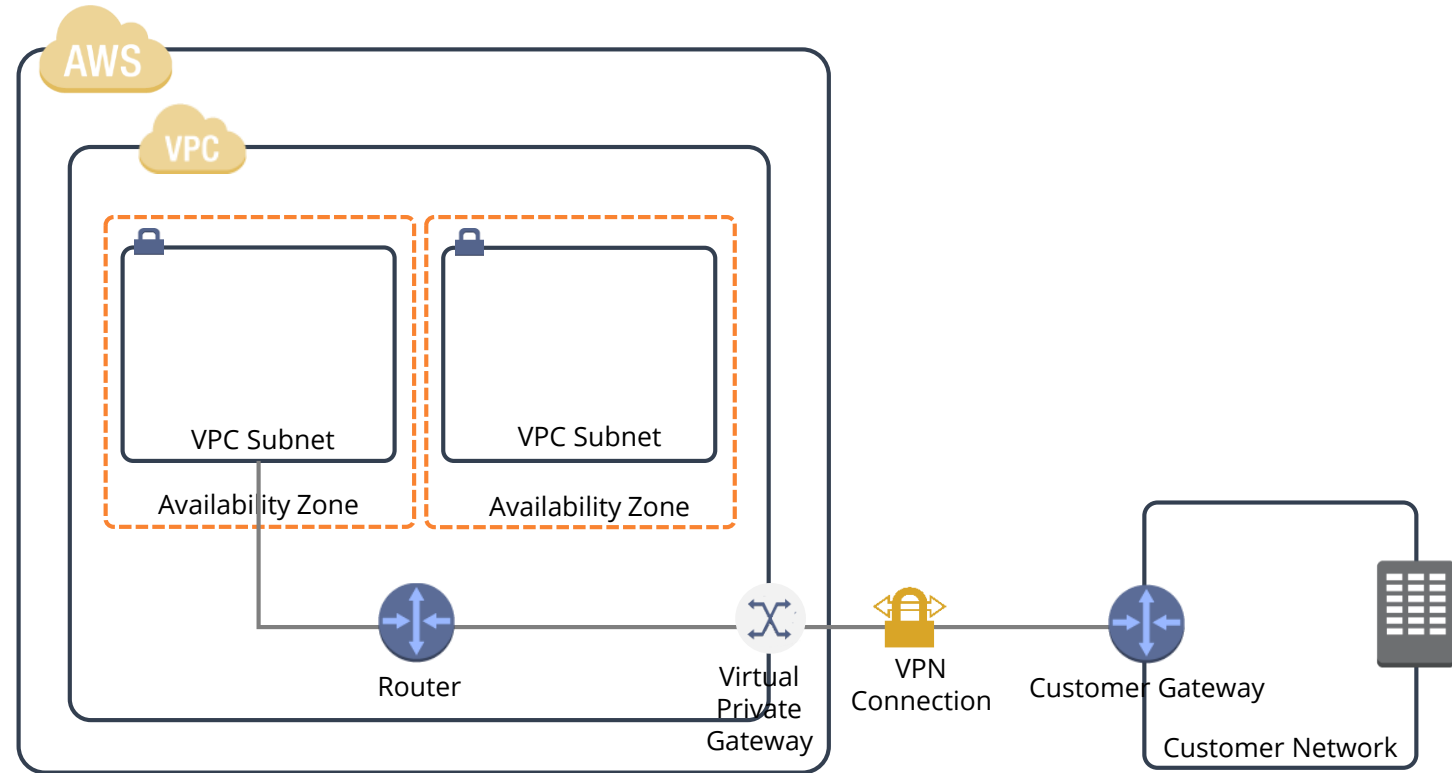 AWS
VPC
VPC Subnet
VPC Subnet
Availability Zone
Availability Zone
Router
Virtual
Private
Gateway
VPN
Connection
Customer Gateway
Customer Network